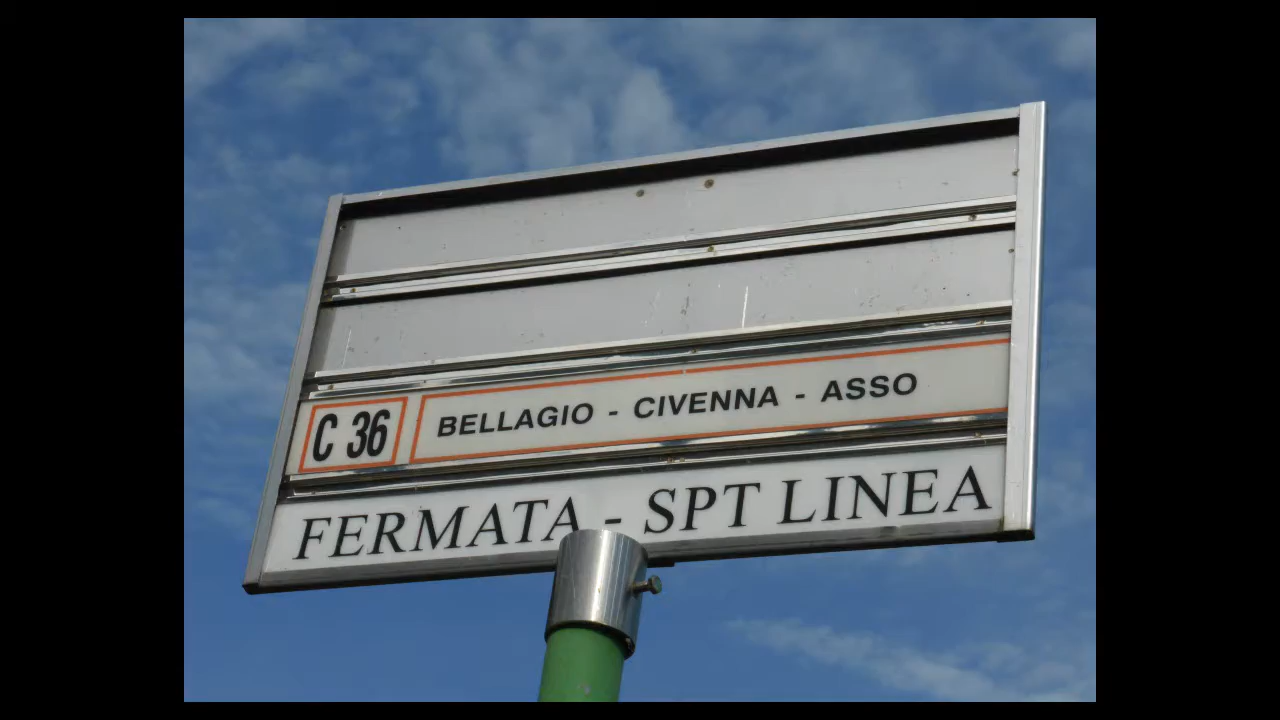 C 36 BELLAGIO - CIVENNA - ASSO
FERMATA - SPT LINEA